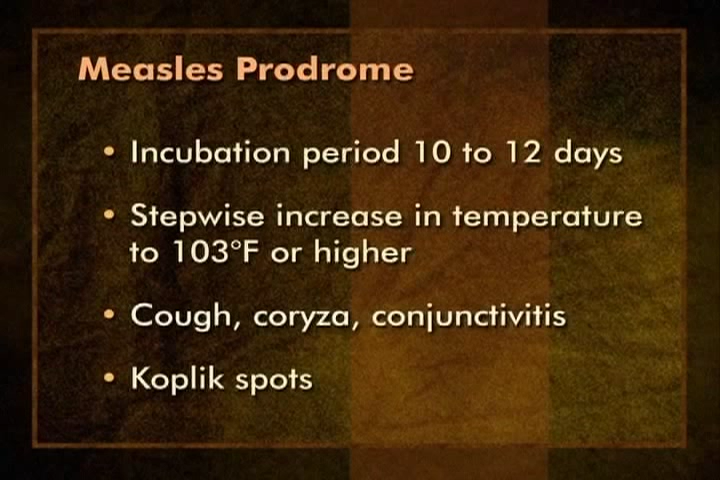 Measles Prodrome
• Incubation period 10 to 12 days
• Stepwise increase in temperature
to 103°F or higher
• Cough, coryza, conjunctivitis
• Koplik spots